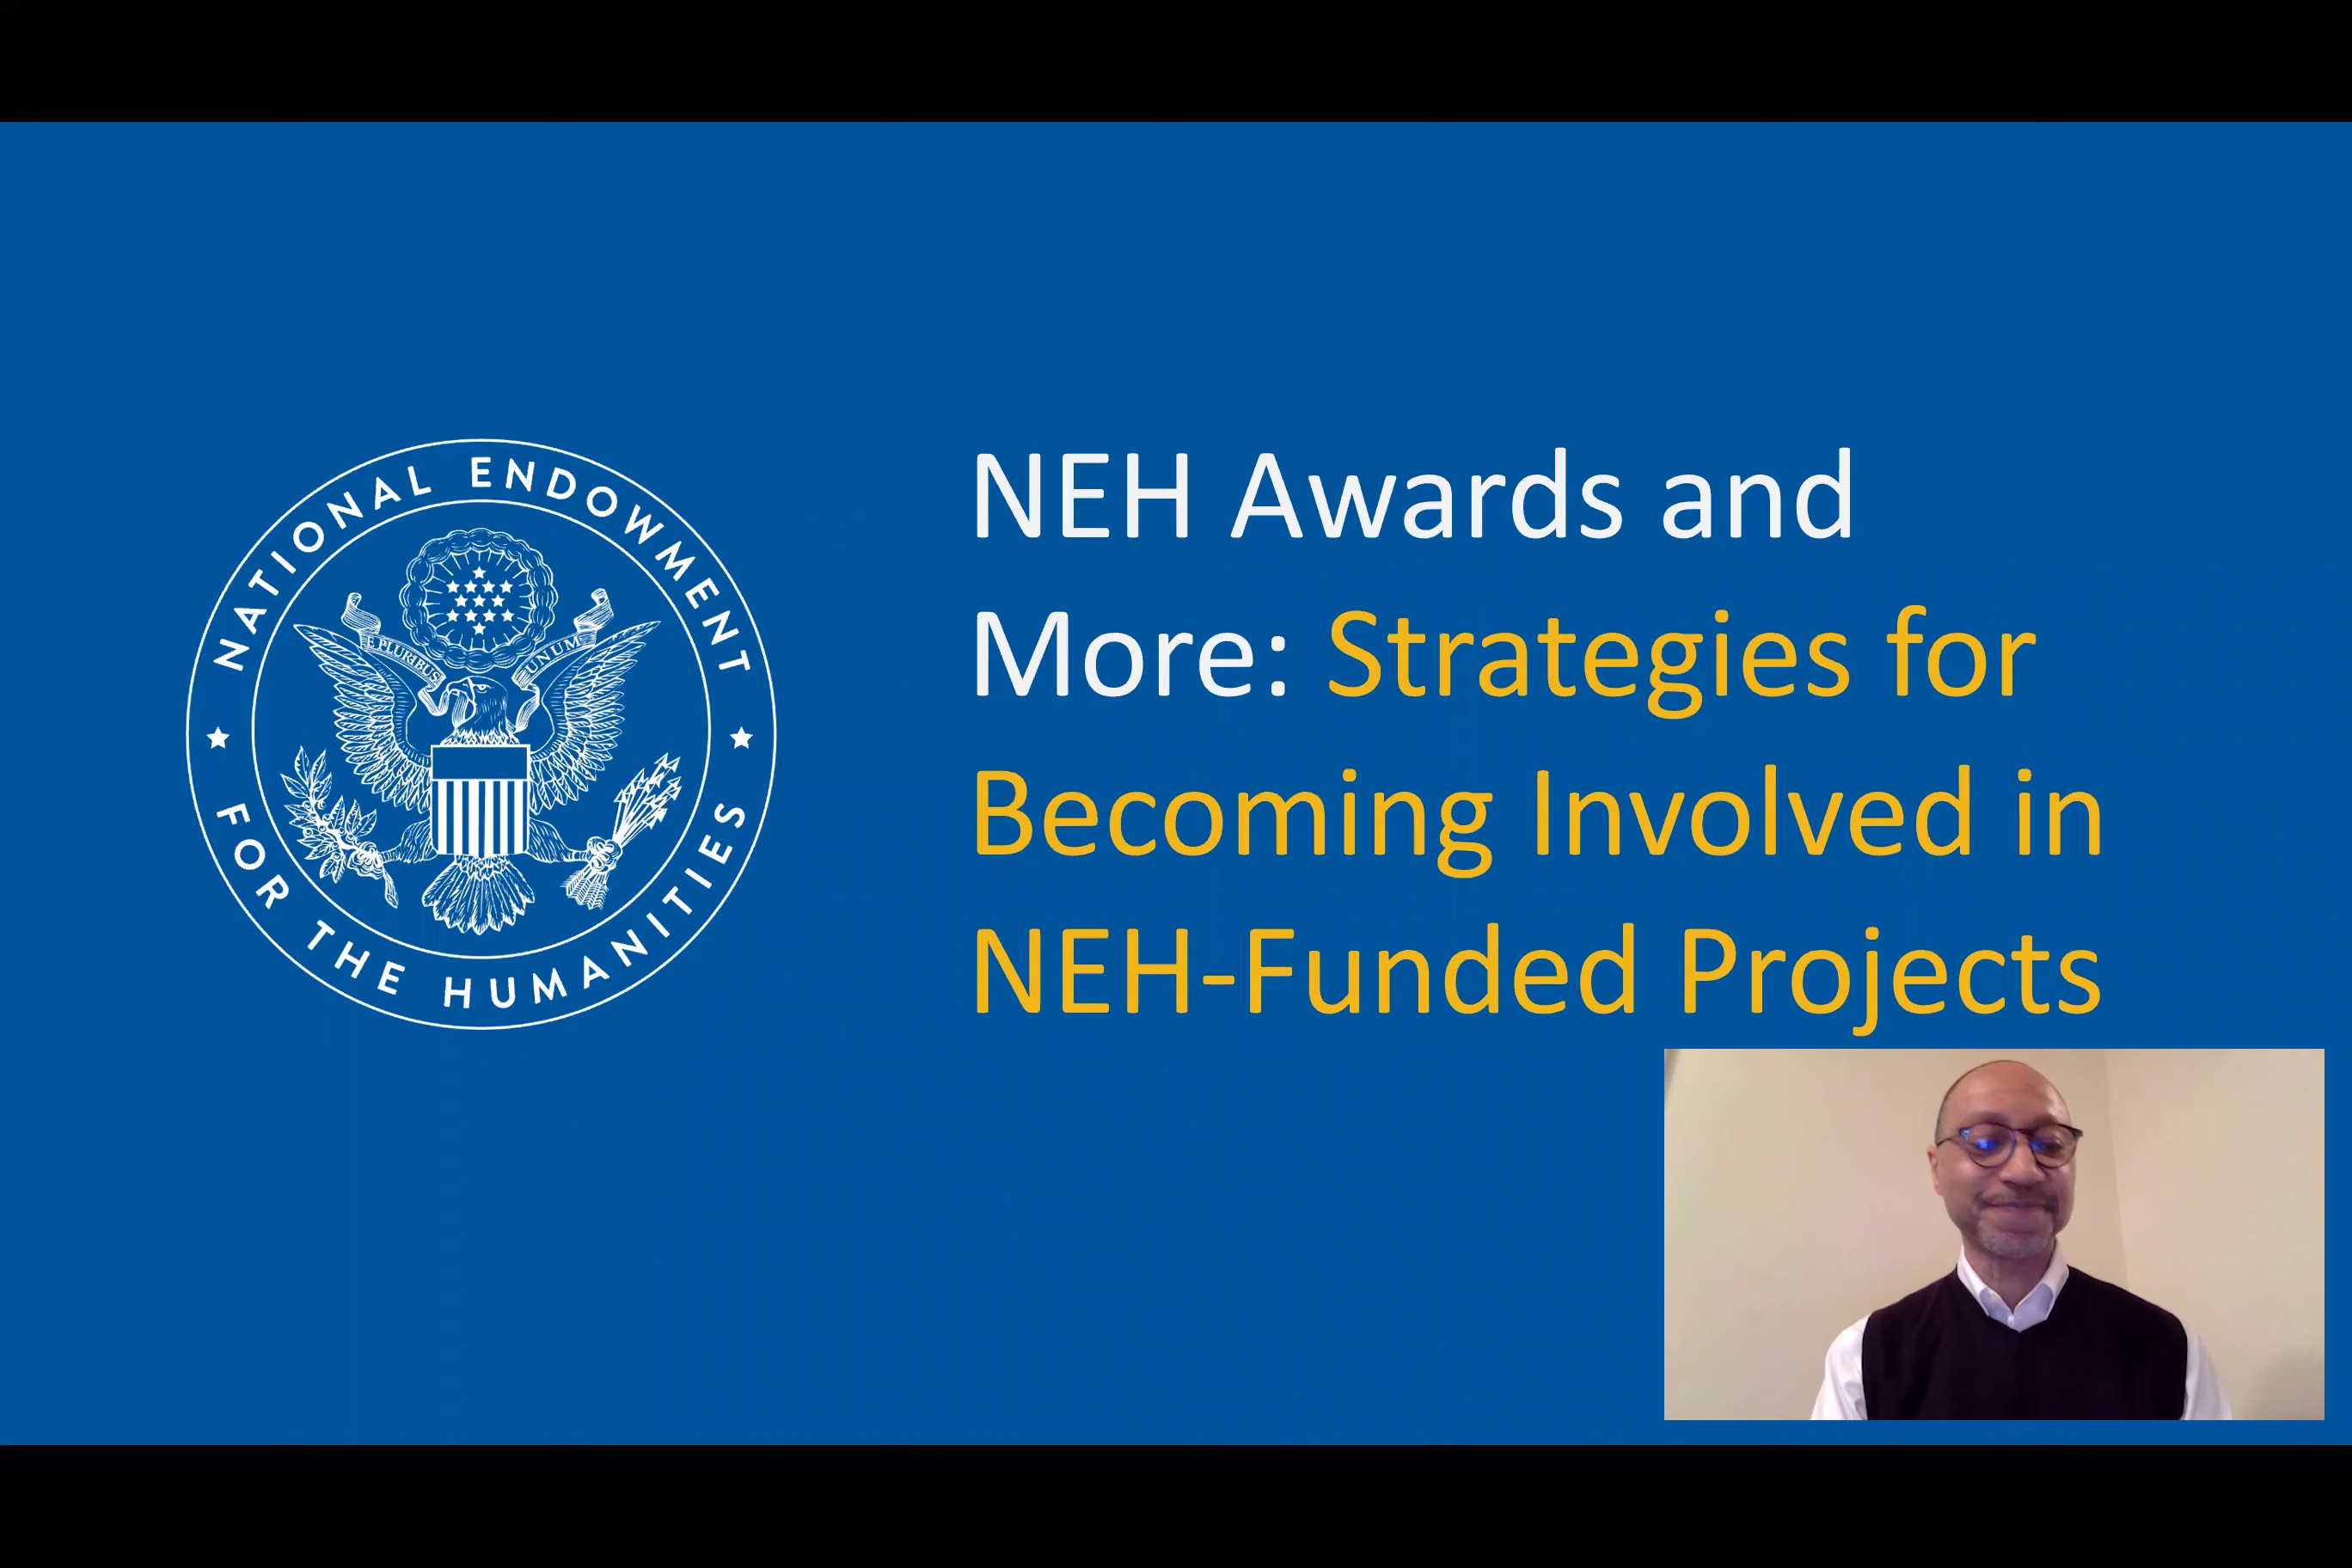 NATIONAL ENDOWMENT
FOR THE HUMANITIES
E PLURIBUS
UNUM
NEH Awards and
More: Strategies for
Becoming Involved in
NEH-Funded Projects